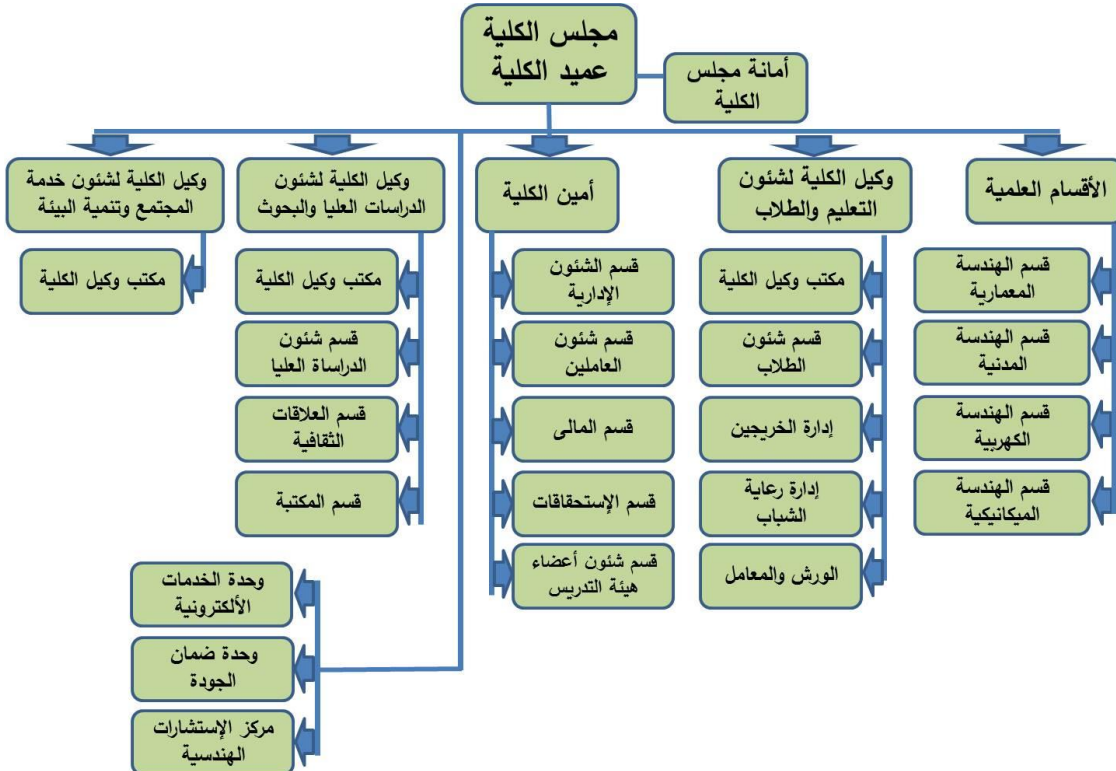 مجلس الكلية
عميد الكلية
أمانة مجلس
الكلية
الأقسام العلمية
قسم الهندسة
المعمارية
قسم الهندسة
المدنية
قسم الهندسة
الكهربية
قسم الهندسة
الميكانيكية
وكيل الكلية لشئون
التعليم والطلاب
مكتب وكيل الكلية
قسم شئون
الطلاب
إدارة الخريجين
إدارة رعاية
الشباب
الورش والمعامل
أمين الكلية
قسم الشئون
الإدارية
قسم شئون
العاملين
قسم المالى
قسم الإستحقاقات
قسم شئون أعضاء
هيئة التدريس
وكيل الكلية لشئون
الدراسات العليا والبحوث
مكتب وكيل الكلية
قسم شئون
الدراساة العليا
قسم العلاقات
الثقافية
قسم المكتبة
وكيل الكلية لشئون خدمة
المجتمع وتنمية البيئة
مكتب وكيل الكلية
وحدة الخدمات
الألكترونية
وحدة ضمان
الجودة
مركز الإستشارات
الهندسية